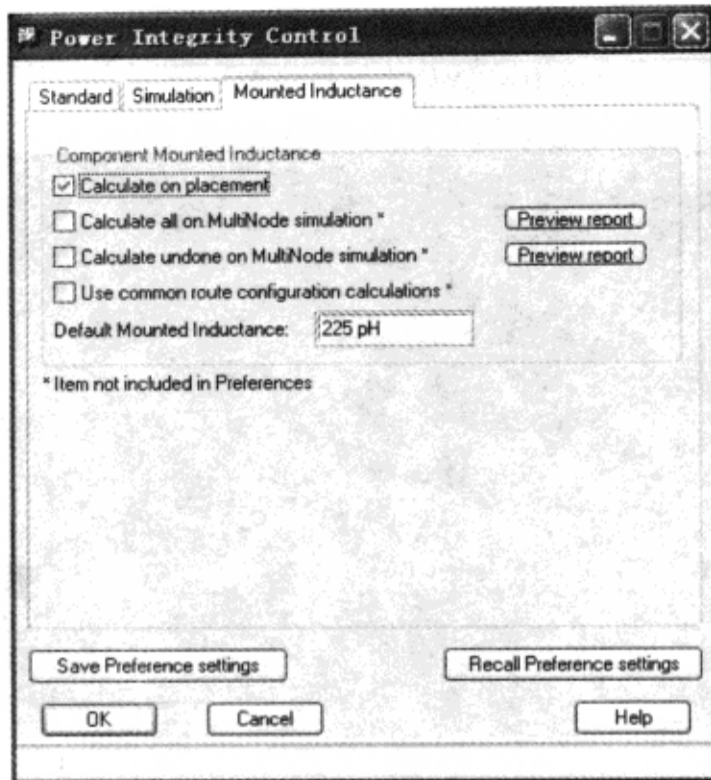 Power Integrity Control
Standard Simulation Mounted Inductance
Component Mounted Inductance
Calculate on placement
Calculate all on MultiNode simulation * Preview report
Calculate undone on MultiNode simulation * Preview report
Use common route configuration calculations *
Default Mounted Inductance: 225 pH
* Item not included in Preferences
Save Preference settings Recall Preference settings
OK Cancel Help